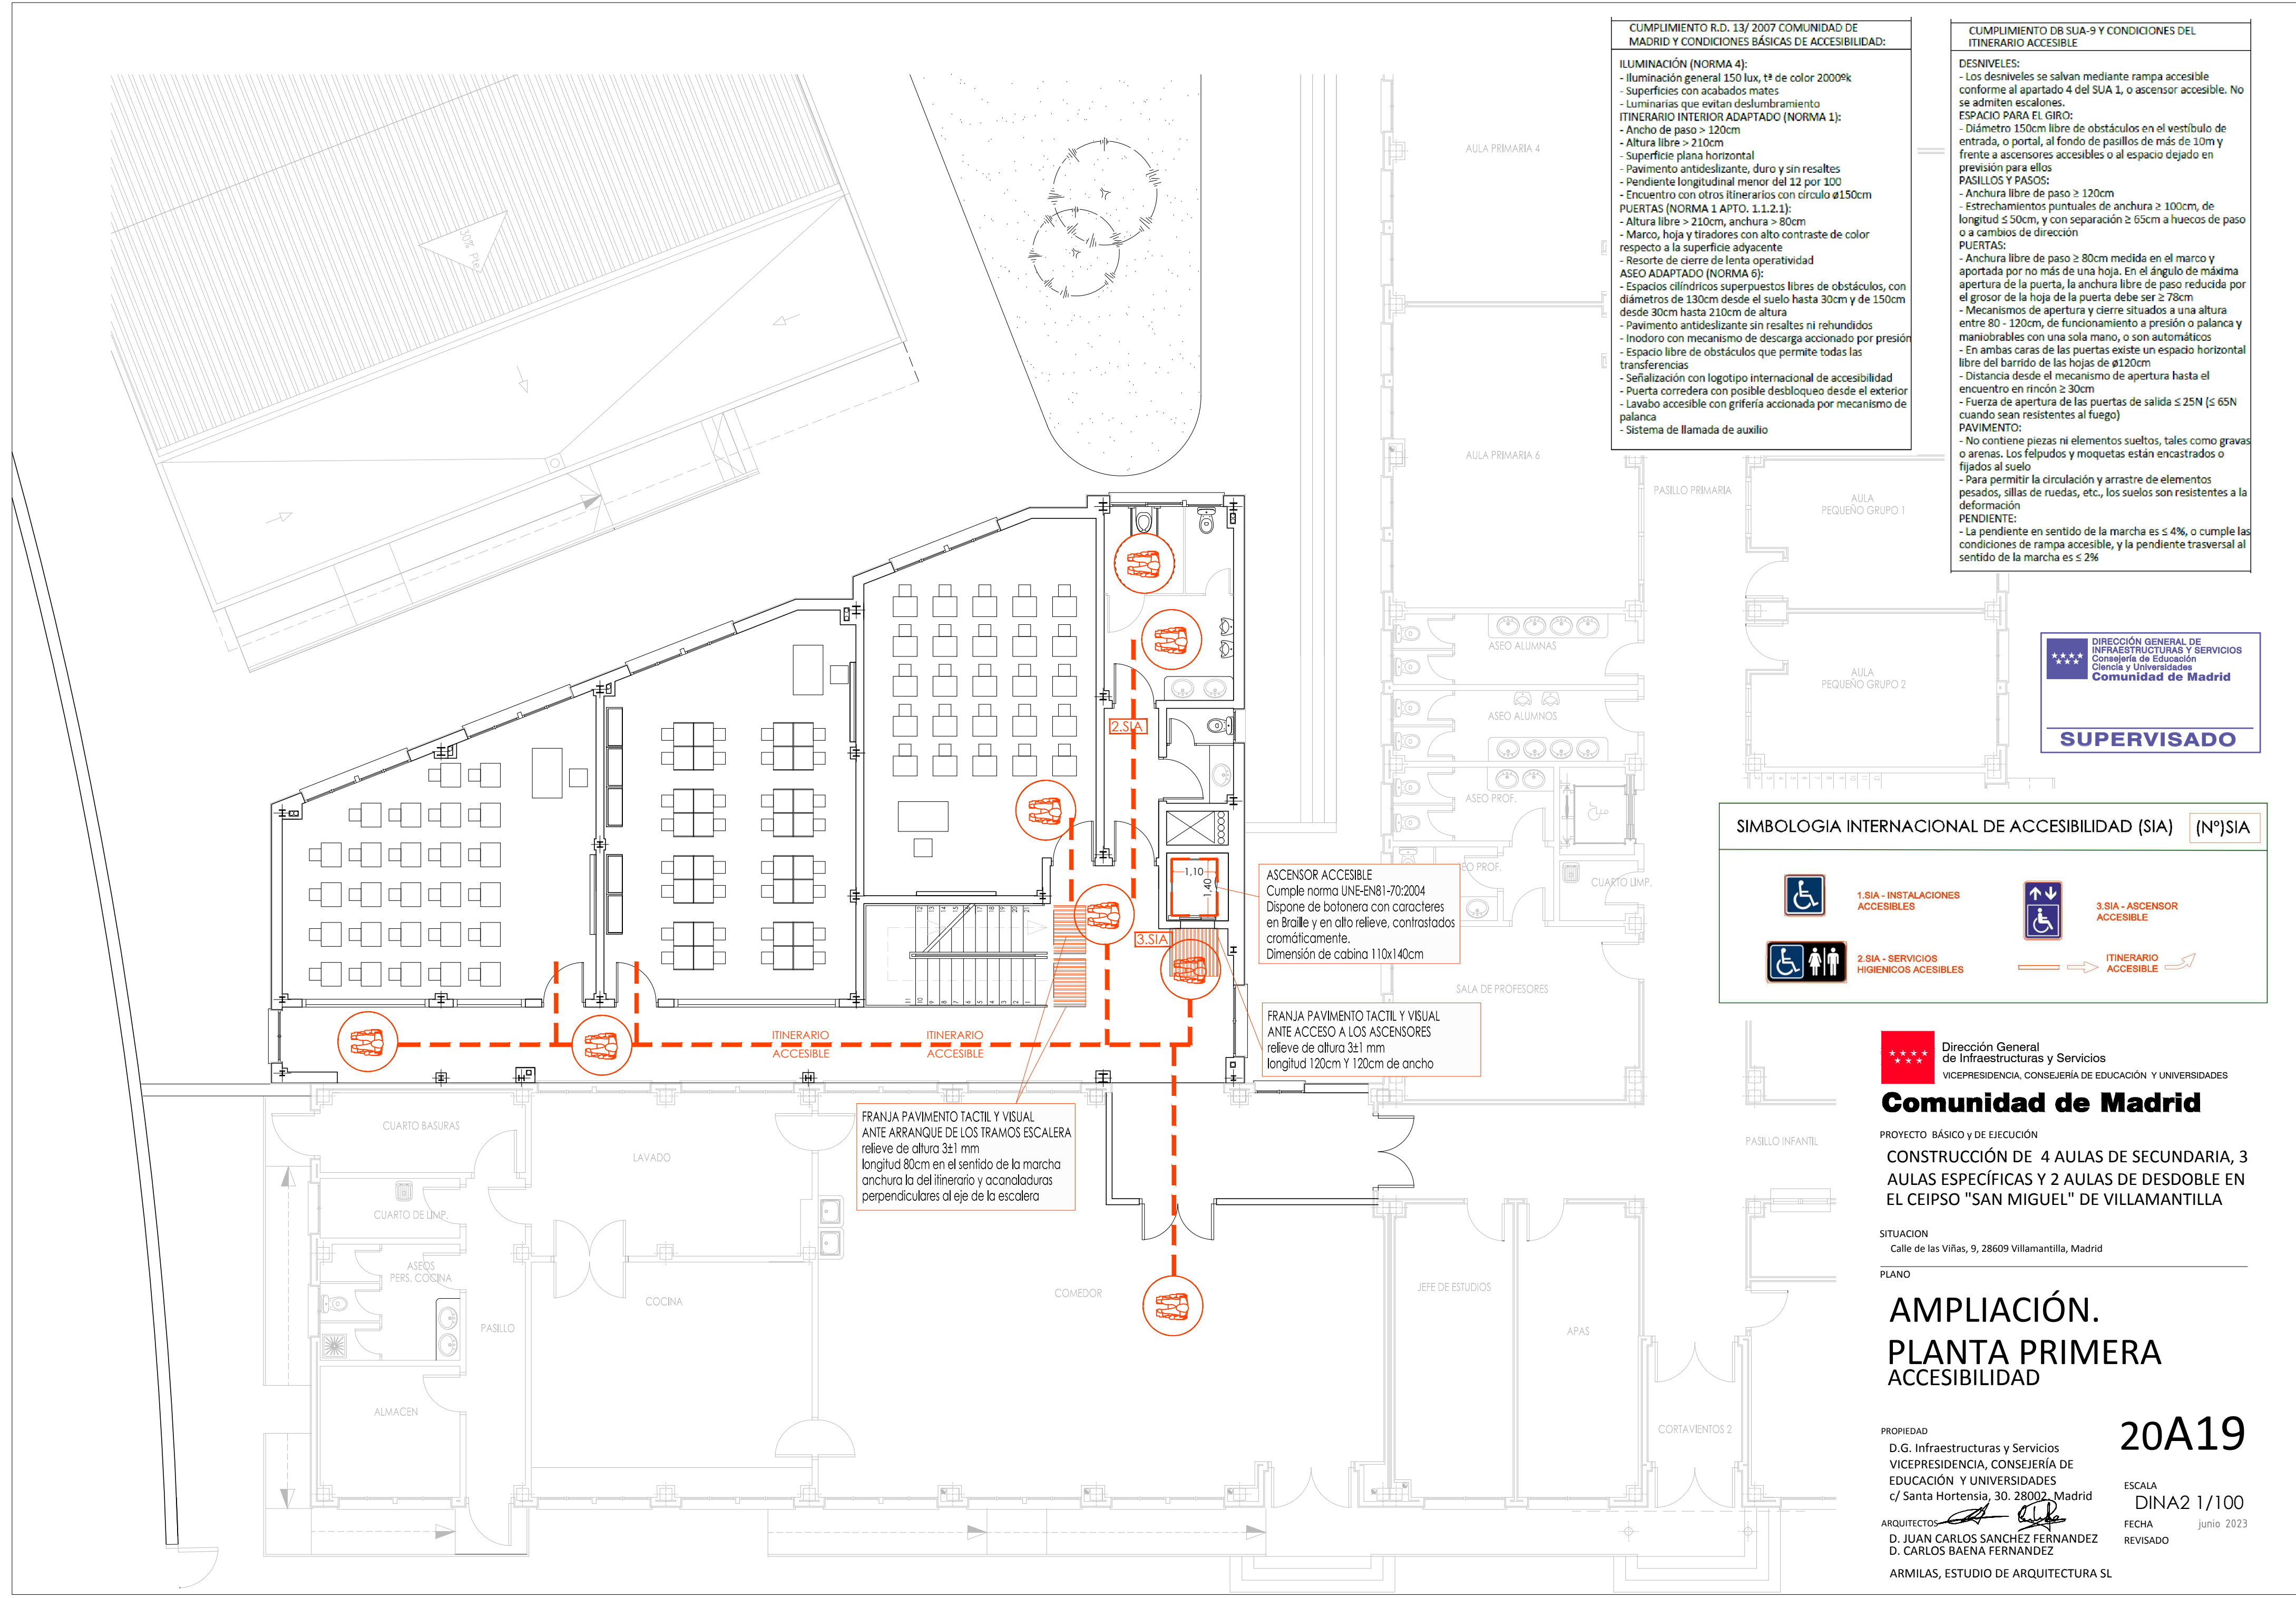 CUMPLIMIENTO R.D. 13/ 2007 COMUNIDAD DE
MADRID Y CONDICIONES BÁSICAS DE ACCESIBILIDAD:
ILUMINACIÓN (NORMA 4):
- Iluminación general 150 lux, tª de color 2000ºk
- Superficies con acabados mates
- Luminarias que evitan deslumbramiento
ITINERARIO INTERIOR ADAPTADO (NORMA 1):
- Ancho de paso > 120cm
- Altura libre > 210cm
- Superficie plana horizontal
- Pavimento antideslizante, duro y sin resaltes
- Pendiente longitudinal menor del 12 por 100
- Encuentro con otros itinerarios con círculo ø150cm
PUERTAS (NORMA 1 APTO. 1.1.2.1):
- Altura libre > 210cm, anchura > 80cm
- Marco, hoja y tiradores con alto contraste de color
respecto a la superficie adyacente
- Resorte de cierre de lenta operatividad
ASEO ADAPTADO (NORMA 6):
- Espacios cilíndricos superpuestos libres de obstáculos, con
diámetros de 130cm desde el suelo hasta 30cm y de 150cm
desde 30cm hasta 210cm de altura
- Pavimento antideslizante sin resaltes ni rehundidos
- Inodoro con mecanismo de descarga accionado por presión
- Espacio libre de obstáculos que permite todas las
transferencias
- Señalización con logotipo internacional de accesibilidad
- Puerta corredera con posible desbloqueo desde el exterior
- Lavabo accesible con grifería accionada por mecanismo de
palanca
- Sistema de llamada de auxilio
CUMPLIMIENTO DB SUA-9 Y CONDICIONES DEL
ITINERARIO ACCESIBLE
DESNIVELES:
- Los desniveles se salvan mediante rampa accesible
conforme al apartado 4 del SUA 1, o ascensor accesible. No
se admiten escalones.
ESPACIO PARA EL GIRO:
- Diámetro 150cm libre de obstáculos en el vestíbulo de
entrada, o portal, al fondo de pasillos de más de 10m y
frente a ascensores accesibles o al espacio dejado en
previsión para ellos
PASILLOS Y PASOS:
- Anchura libre de paso ≥ 120cm
- Estrechamientos puntuales de anchura ≥ 100cm, de
longitud ≤ 50cm, y con separación ≥ 65cm a huecos de paso
o a cambios de dirección
PUERTAS:
- Anchura libre de paso ≥ 80cm medida en el marco y
aportada por no más de una hoja. En el ángulo de máxima
apertura de la puerta, la anchura libre de paso reducida por
el grosor de la hoja de la puerta debe ser ≥ 78cm
- Mecanismos de apertura y cierre situados a una altura
entre 80 - 120cm, de funcionamiento a presión o palanca y
maniobrables con una sola mano, o son automáticos
- En ambas caras de las puertas existe un espacio horizontal
libre del barrido de las hojas de ø120cm
- Distancia desde el mecanismo de apertura hasta el
encuentro en rincón ≥ 30cm
- Fuerza de apertura de las puertas de salida ≤ 25N (≤ 65N
cuando sean resistentes al fuego)
PAVIMENTO:
- No contiene piezas ni elementos sueltos, tales como gravas
o arenas. Los felpudos y moquetas están encastrados o
fijados al suelo
- Para permitir la circulación y arrastre de elementos
pesados, sillas de ruedas, etc., los suelos son resistentes a la
deformación
PENDIENTE:
- La pendiente en sentido de la marcha es ≤ 4%, o cumple las
condiciones de rampa accesible, y la pendiente trasversal al
sentido de la marcha es ≤ 2%
30% Pte.
AULA PRIMARIA 4
AULA PRIMARIA 6
PASILLO PRIMARIA
AULA
PEQUEÑO GRUPO 1
AULA
PEQUEÑO GRUPO 2
ASEO ALUMNAS
ASEO ALUMNOS
ASEO PROF.
EO PROF.
CUARTO LIMP.
SALA DE PROFESORES
DIRECCIÓN GENERAL DE
INFRAESTRUCTURAS Y SERVICIOS
Consejería de Educación
Ciencia y Universidades
Comunidad de Madrid
SUPERVISADO
SIMBOLOGIA INTERNACIONAL DE ACCESIBILIDAD (SIA)
(Nº)SIA
1.SIA - INSTALACIONES
ACCESIBLES
3.SIA - ASCENSOR
ACCESIBLE
2.SIA - SERVICIOS
HIGIENICOS ACESIBLES
ITINERARIO
ACCESIBLE
2.SIA
3.SIA
1,10
1,40
ASCENSOR ACCESIBLE
Cumple norma UNE-EN81-70:2004
Dispone de botonera con caracteres
en Braille y en alto relieve, contrastados
cromáticamente.
Dimensión de cabina 110x140cm
FRANJA PAVIMENTO TACTIL Y VISUAL
ANTE ACCESO A LOS ASCENSORES
relieve de altura 3±1 mm
longitud 120cm Y 120cm de ancho
12 13 14 15 16 17 18 19 20 21
11 10 9 8 7 6 5 4 3 2 1
ITINERARIO
ACCESIBLE
ITINERARIO
ACCESIBLE
FRANJA PAVIMENTO TACTIL Y VISUAL
ANTE ARRANQUE DE LOS TRAMOS ESCALERA
relieve de altura 3±1 mm
longitud 80cm en el sentido de la marcha
anchura la del itinerario y acanaladuras
perpendiculares al eje de la escalera
CUARTO BASURAS
LAVADO
CUARTO DE LIMP.
ASEOS
PERS. COCINA
PASILLO
COCINA
COMEDOR
ALMACEN
JEFE DE ESTUDIOS
APAS
PASILLO INFANTIL
CORTAVIENTOS 2
Dirección General
de Infraestructuras y Servicios
VICEPRESIDENCIA, CONSEJERÍA DE EDUCACIÓN Y UNIVERSIDADES
Comunidad de Madrid
PROYECTO BÁSICO y DE EJECUCIÓN
CONSTRUCCIÓN DE 4 AULAS DE SECUNDARIA, 3
AULAS ESPECÍFICAS Y 2 AULAS DE DESDOBLE EN
EL CEIPSO "SAN MIGUEL" DE VILLAMANTILLA
SITUACION
Calle de las Viñas, 9, 28609 Villamantilla, Madrid
PLANO
AMPLIACIÓN.
PLANTA PRIMERA
ACCESIBILIDAD
20A19
PROPIEDAD
D.G. Infraestructuras y Servicios
VICEPRESIDENCIA, CONSEJERÍA DE
EDUCACIÓN Y UNIVERSIDADES
c/ Santa Hortensia, 30. 28002. Madrid
ESCALA
DINA2 1/100
FECHA
junio 2023
REVISADO
ARQUITECTOS
D. JUAN CARLOS SANCHEZ FERNANDEZ
D. CARLOS BAENA FERNANDEZ
ARMILAS, ESTUDIO DE ARQUITECTURA SL